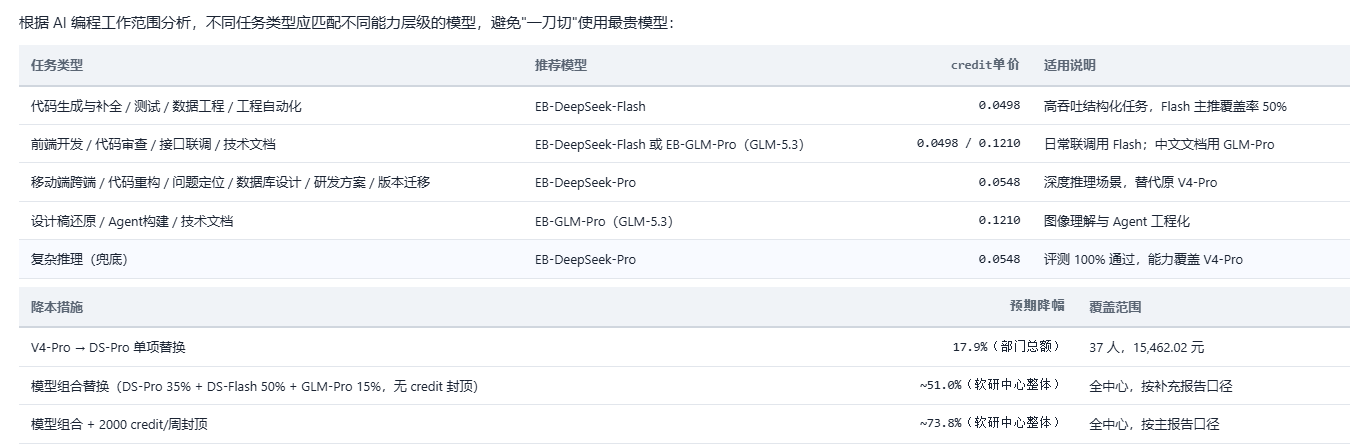 根据 AI 编程工作范围分析，不同任务类型应匹配不同能力层级的模型，避免"一刀切"使用最贵模型：
任务类型 推荐模型 credit单价 适用说明
代码生成与补全 / 测试 / 数据工程 / 工程自动化 EB-DeepSeek-Flash 0.0498 高吞吐结构化任务，Flash 主推覆盖率 50%
前端开发 / 代码审查 / 接口联调 / 技术文档 EB-DeepSeek-Flash 或 EB-GLM-Pro（GLM-5.3） 0.0498 / 0.1210 日常联调用 Flash；中文文档用 GLM-Pro
移动端跨端 / 代码重构 / 问题定位 / 数据库设计 / 研发方案 / 版本迁移 EB-DeepSeek-Pro 0.0548 深度推理场景，替代原 V4-Pro
设计稿还原 / Agent构建 / 技术文档 EB-GLM-Pro（GLM-5.3） 0.1210 图像理解与 Agent 工程化
复杂推理（兜底） EB-DeepSeek-Pro 0.0548 评测 100% 通过，能力覆盖 V4-Pro
降本措施 预期降幅 覆盖范围
V4-Pro → DS-Pro 单项替换 17.9%（部门总额） 37 人，15,462.02 元
模型组合替换（DS-Pro 35% + DS-Flash 50% + GLM-Pro 15%，无 credit 封顶） ~51.0%（软研中心整体） 全中心，按补充报告口径
模型组合 + 2000 credit/周封顶 ~73.8%（软研中心整体） 全中心，按主报告口径